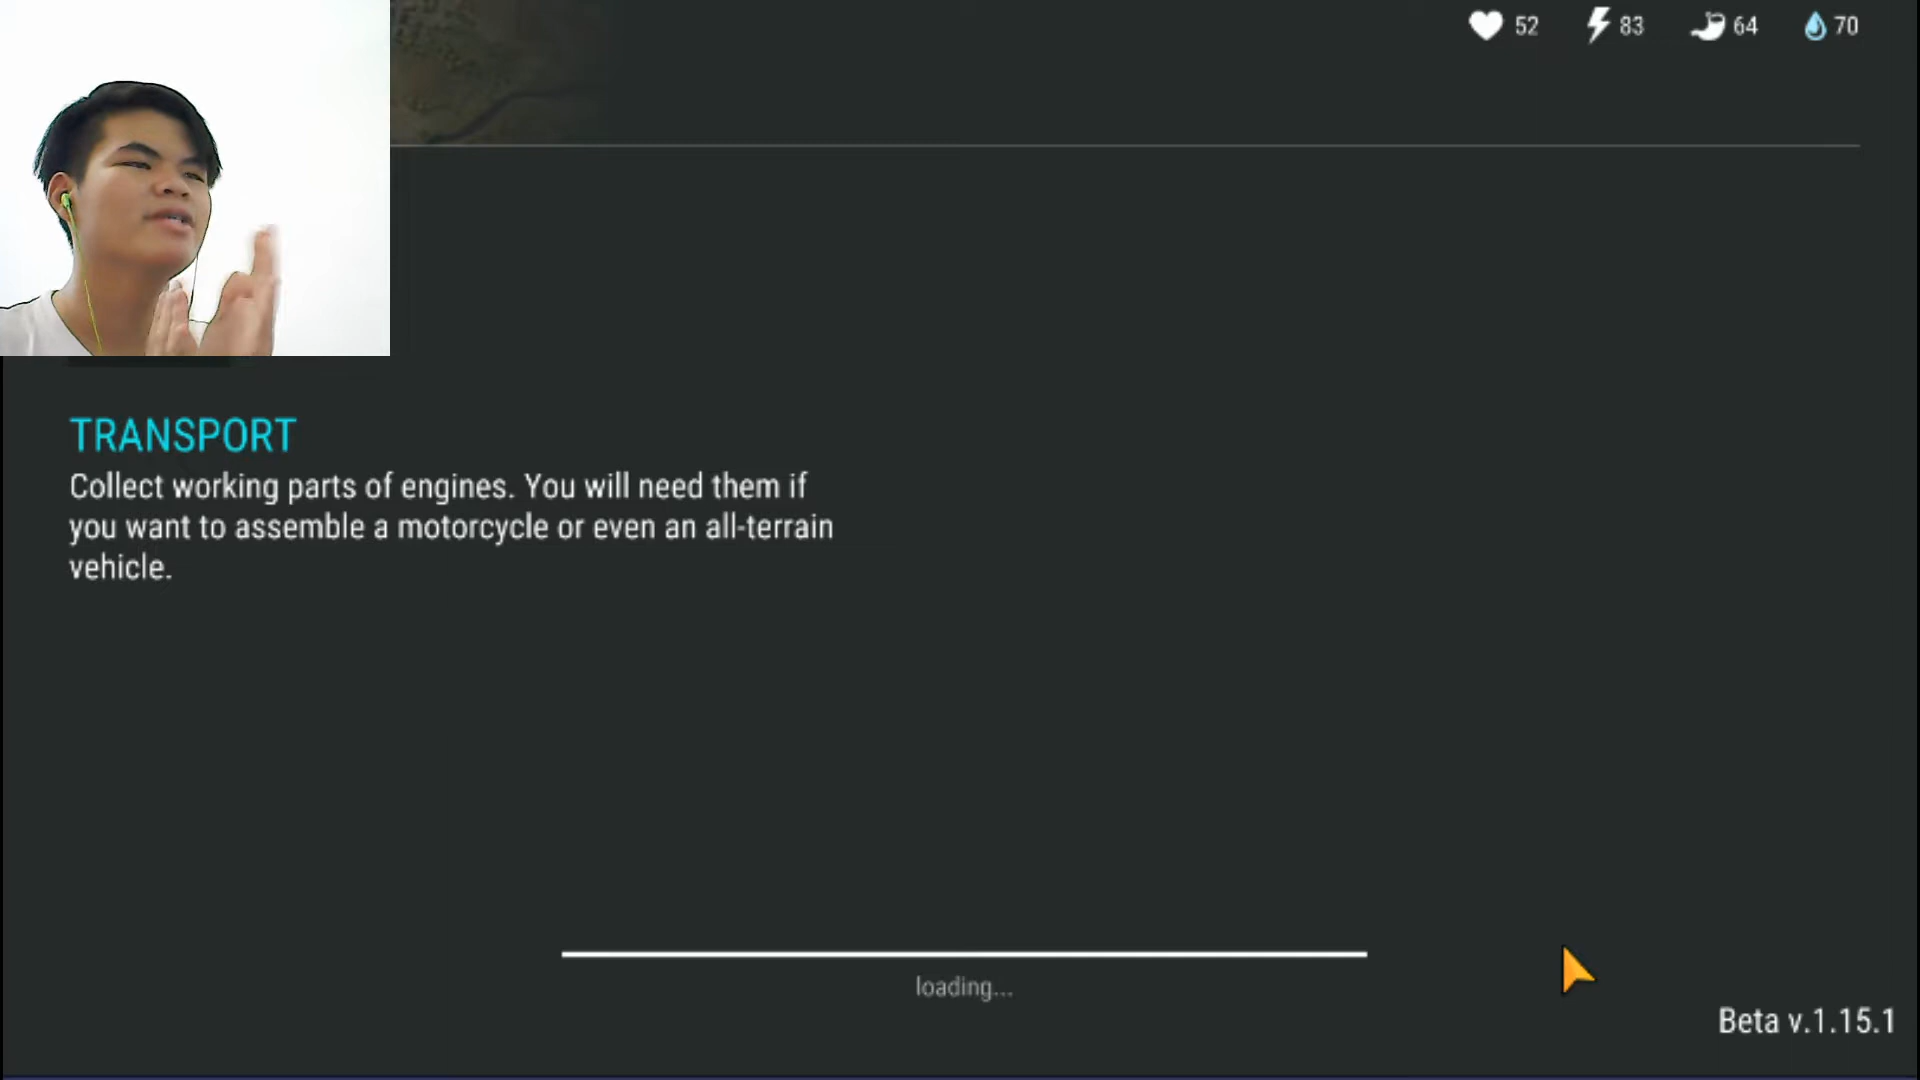 52 83 64 70
TRANSPORT
Collect working parts of engines. You will need them if
you want to assemble a motorcycle or even an all-terrain
vehicle.
loading...
Beta v.1.15.1